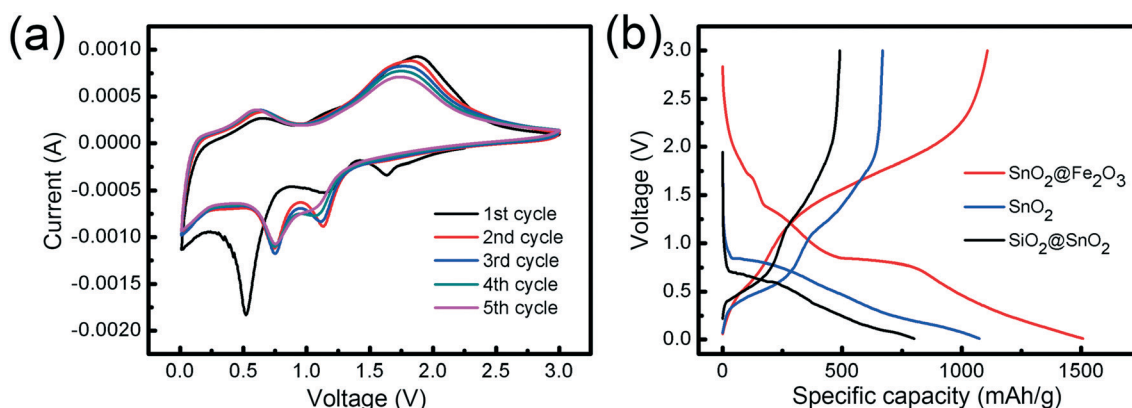 (a)
Current (A)
0.0010
0.0005
0.0000
-0.0005
-0.0010
-0.0015
-0.0020
1st cycle
2nd cycle
3rd cycle
4th cycle
5th cycle
0.0 0.5 1.0 1.5 2.0 2.5 3.0
Voltage (V)
(b)
Voltage (V)
3.0
2.5
2.0
1.5
1.0
0.5
0.0
SnO₂@Fe₂O₃
SnO₂
SiO₂@SnO₂
0 500 1000 1500
Specific capacity (mAh/g)